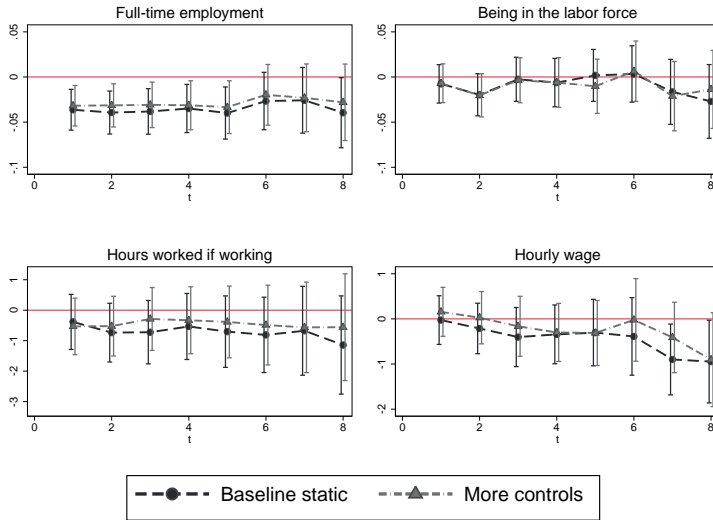 Full-time employment
.05
0
-.05
-.1
0 2 4 6 8
t
Being in the labor force
.05
0
-.05
-.1
0 2 4 6 8
t
Hours worked if working
1
0
-1
-2
-3
0 2 4 6 8
t
Hourly wage
1
0
-1
-2
0 2 4 6 8
t
Baseline static More controls